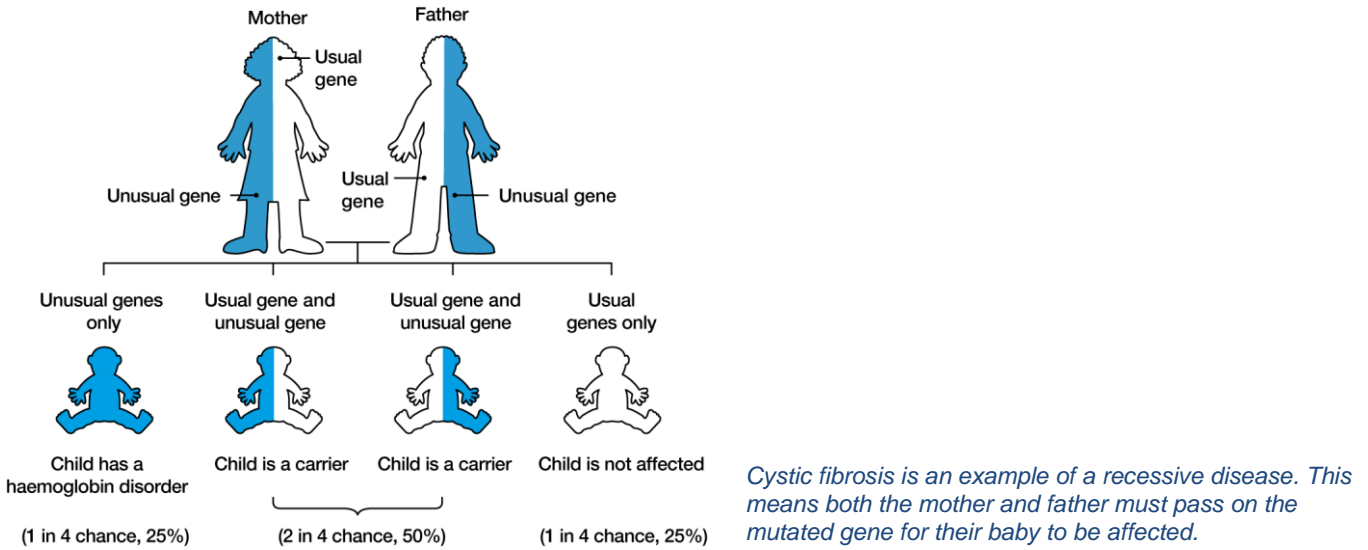 Mother
Father
Usual
gene
Usual
gene
Unusual gene
Unusual gene
Unusual genes
only
Usual gene and
unusual gene
Usual gene and
unusual gene
Usual
genes only
Child has a
haemoglobin disorder
Child is a carrier
Child is a carrier
Child is not affected
(1 in 4 chance, 25%)
(2 in 4 chance, 50%)
(1 in 4 chance, 25%)
Cystic fibrosis is an example of a recessive disease. This
means both the mother and father must pass on the
mutated gene for their baby to be affected.